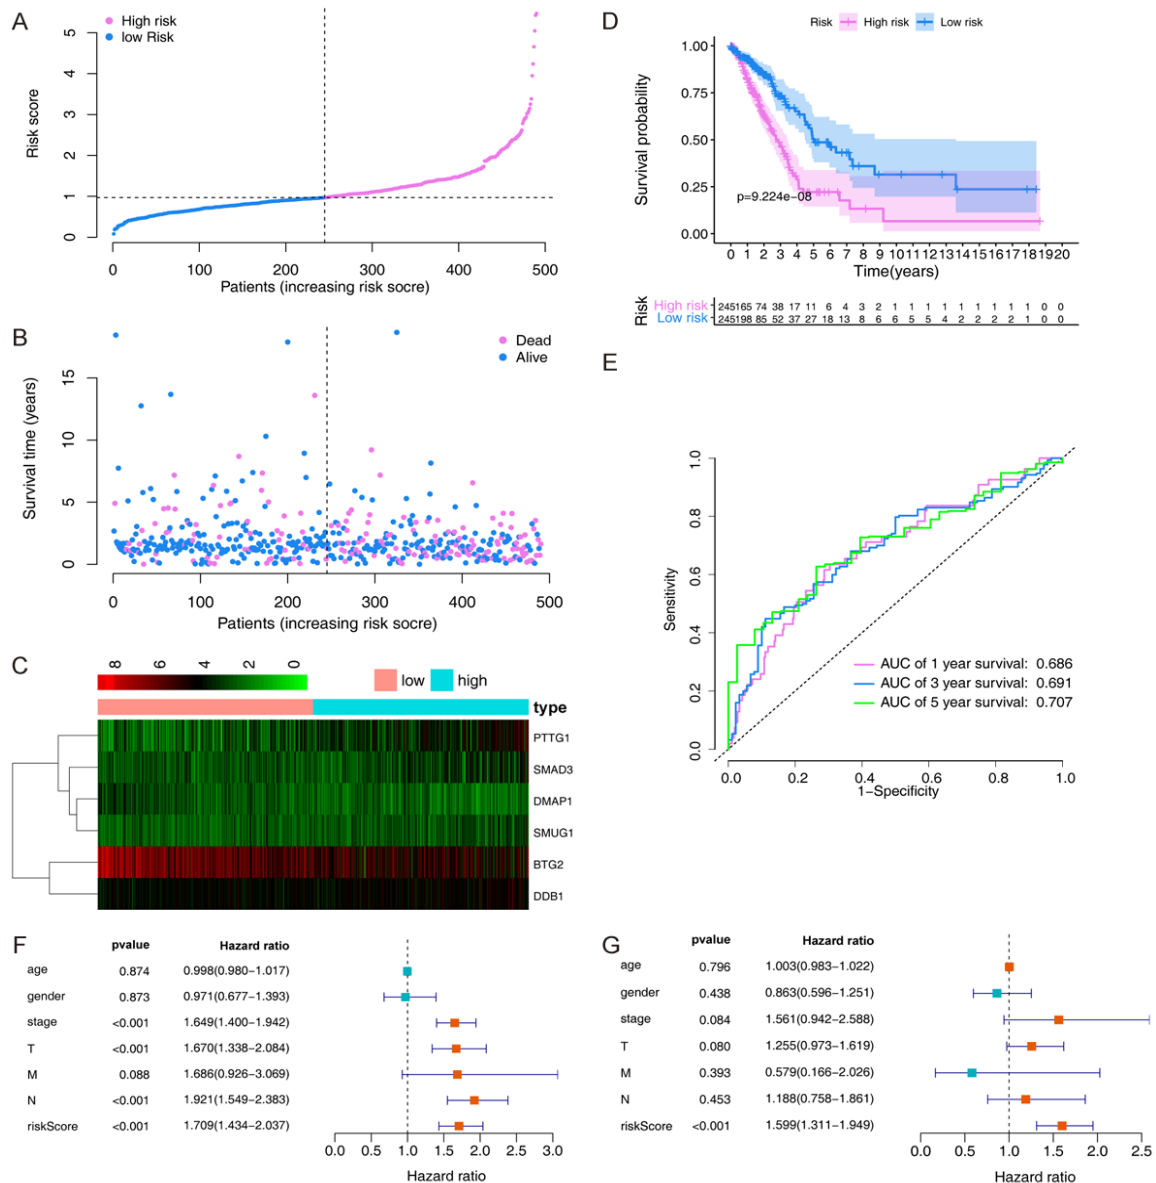 A
High risk
low Risk
Risk score
0 1 2 3 4 5
0 100 200 300 400 500
Patients (increasing risk socre)
B
Dead
Alive
Survival time (years)
0 5 10 15
0 100 200 300 400 500
Patients (increasing risk socre)
C
8 6 4 2 0
low high
type
PTTG1
SMAD3
DMAP1
SMUG1
BTG2
DDB1
D
Risk High risk Low risk
Survival probability
1.00
0.75
0.50
0.25
0.00
p=9.224e−08
0 1 2 3 4 5 6 7 8 9 10 11 12 13 14 15 16 17 18 19 20
Time(years)
Risk
High risk 245 165 74 38 17 11 6 4 3 2 1 1 1 1 1 1 1 1 1 0 0
Low risk 245 198 85 52 37 27 18 13 8 6 6 5 5 4 2 2 2 2 1 0 0
E
Sensitivity
0.0 0.2 0.4 0.6 0.8 1.0
AUC of 1 year survival: 0.686
AUC of 3 year survival: 0.691
AUC of 5 year survival: 0.707
0.0 0.2 0.4 0.6 0.8 1.0
1−Specificity
F
pvalue Hazard ratio
age 0.874 0.998(0.980−1.017)
gender 0.873 0.971(0.677−1.393)
stage <0.001 1.649(1.400−1.942)
T <0.001 1.670(1.338−2.084)
M 0.088 1.686(0.926−3.069)
N <0.001 1.921(1.549−2.383)
riskScore <0.001 1.709(1.434−2.037)
0.0 0.5 1.0 1.5 2.0 2.5 3.0
Hazard ratio
G
pvalue Hazard ratio
age 0.796 1.003(0.983−1.022)
gender 0.438 0.863(0.596−1.251)
stage 0.084 1.561(0.942−2.588)
T 0.080 1.255(0.973−1.619)
M 0.393 0.579(0.166−2.026)
N 0.453 1.188(0.758−1.861)
riskScore <0.001 1.599(1.311−1.949)
0.0 0.5 1.0 1.5 2.0 2.5
Hazard ratio